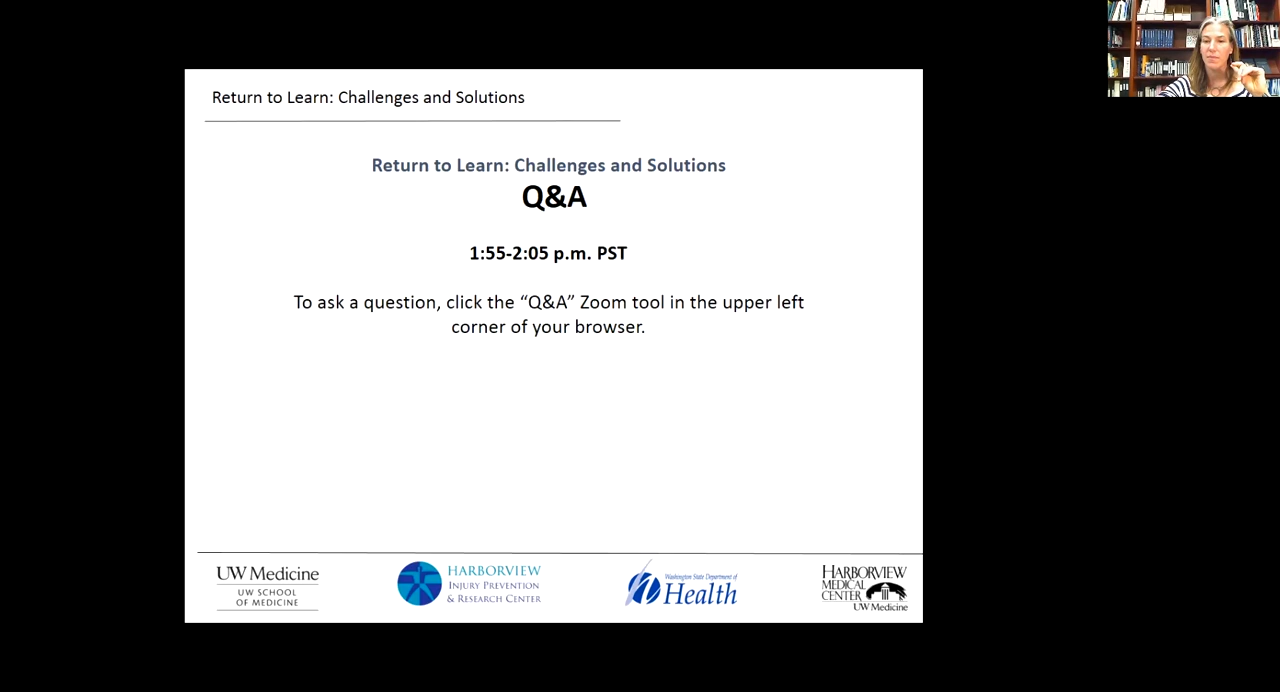 Return to Learn: Challenges and Solutions
Return to Learn: Challenges and Solutions
Q&A
1:55-2:05 p.m. PST
To ask a question, click the “Q&A” Zoom tool in the upper left
corner of your browser.
UW Medicine
UW SCHOOL
OF MEDICINE
HARBORVIEW
INJURY PREVENTION
& RESEARCH CENTER
Washington State Department of
Health
HARBORVIEW
MEDICAL
CENTER
UW Medicine